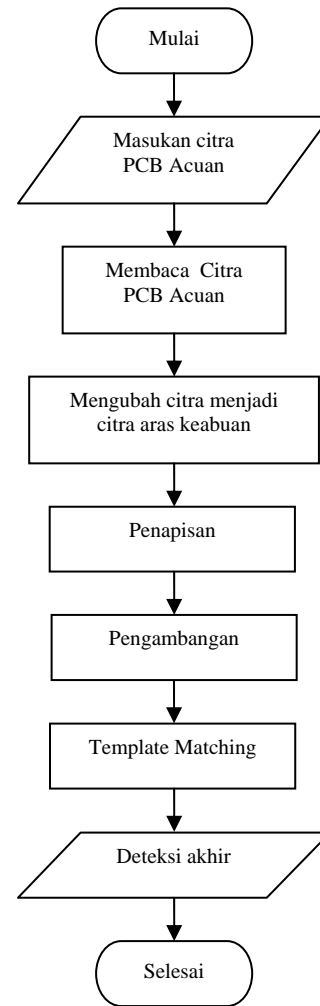 Mulai
Masukan citra
PCB Acuan
Membaca Citra
PCB Acuan
Mengubah citra menjadi
citra aras keabuan
Penapisan
Pengambangan
Template Matching
Deteksi akhir
Selesai